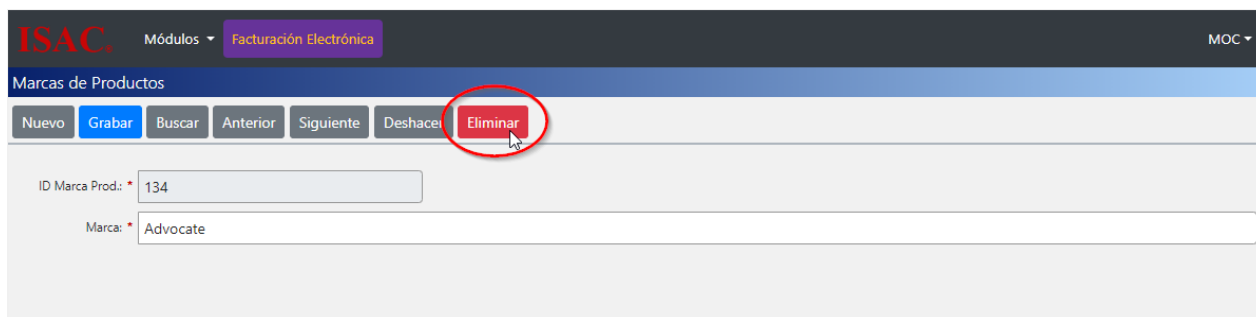 ISAC® Módulos Facturación Electrónica MOC
Marcas de Productos
Nuevo Grabar Buscar Anterior Siguiente Deshacer Eliminar
ID Marca Prod.: * 134
Marca: * Advocate